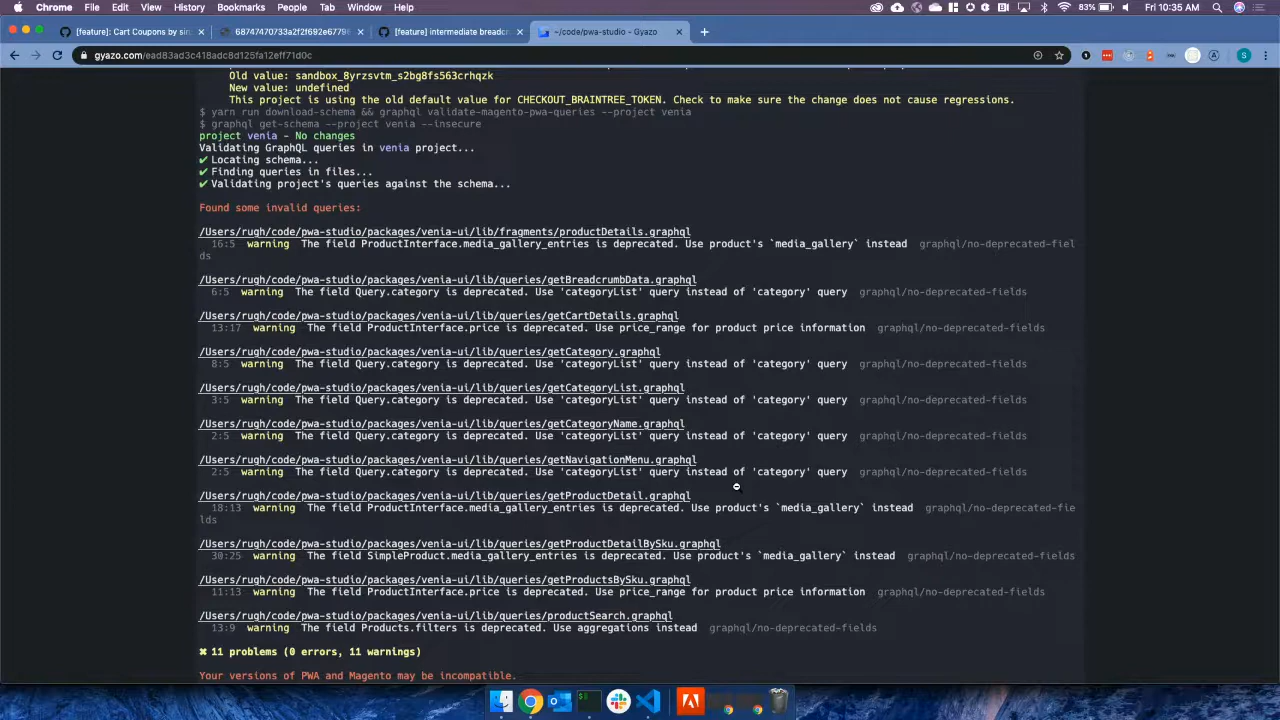 Chrome File Edit View History Bookmarks People Tab Window Help 83% Fri 10:35 AM
[feature]: Cart Coupons by sin
68747470733a2f2f692e6779
[feature] intermediate breadcr
~/code/pwa-studio - Gyazo
gyazo.com/ead83ad3c418adc8d125fa12eff71d0c
Old value: sandbox_8yrzsvtm_s2bg8fs563crhqzk
New value: undefined
This project is using the old default value for CHECKOUT_BRAINTREE_TOKEN. Check to make sure the change does not cause regressions.
$ yarn run download-schema && graphql validate-magento-pwa-queries --project venia
$ graphql get-schema --project venia --insecure
project venia - No changes
Validating GraphQL queries in venia project...
✔ Locating schema...
✔ Finding queries in files...
✔ Validating project's queries against the schema...
Found some invalid queries:
/Users/rugh/code/pwa-studio/packages/venia-ui/lib/fragments/productDetails.graphql
16:5 warning The field ProductInterface.media_gallery_entries is deprecated. Use product's `media_gallery` instead graphql/no-deprecated-fiel
ds
/Users/rugh/code/pwa-studio/packages/venia-ui/lib/queries/getBreadcrumbData.graphql
6:5 warning The field Query.category is deprecated. Use 'categoryList' query instead of 'category' query graphql/no-deprecated-fields
/Users/rugh/code/pwa-studio/packages/venia-ui/lib/queries/getCartDetails.graphql
13:17 warning The field ProductInterface.price is deprecated. Use price_range for product price information graphql/no-deprecated-fields
/Users/rugh/code/pwa-studio/packages/venia-ui/lib/queries/getCategory.graphql
8:5 warning The field Query.category is deprecated. Use 'categoryList' query instead of 'category' query graphql/no-deprecated-fields
/Users/rugh/code/pwa-studio/packages/venia-ui/lib/queries/getCategoryList.graphql
3:5 warning The field Query.category is deprecated. Use 'categoryList' query instead of 'category' query graphql/no-deprecated-fields
/Users/rugh/code/pwa-studio/packages/venia-ui/lib/queries/getCategoryName.graphql
2:5 warning The field Query.category is deprecated. Use 'categoryList' query instead of 'category' query graphql/no-deprecated-fields
/Users/rugh/code/pwa-studio/packages/venia-ui/lib/queries/getNavigationMenu.graphql
2:5 warning The field Query.category is deprecated. Use 'categoryList' query instead of 'category' query graphql/no-deprecated-fields
/Users/rugh/code/pwa-studio/packages/venia-ui/lib/queries/getProductDetail.graphql
18:13 warning The field ProductInterface.media_gallery_entries is deprecated. Use product's `media_gallery` instead graphql/no-deprecated-fie
lds
/Users/rugh/code/pwa-studio/packages/venia-ui/lib/queries/getProductDetailBySku.graphql
30:25 warning The field SimpleProduct.media_gallery_entries is deprecated. Use product's `media_gallery` instead graphql/no-deprecated-fields
/Users/rugh/code/pwa-studio/packages/venia-ui/lib/queries/getProductsBySku.graphql
11:13 warning The field ProductInterface.price is deprecated. Use price_range for product price information graphql/no-deprecated-fields
/Users/rugh/code/pwa-studio/packages/venia-ui/lib/queries/productSearch.graphql
13:9 warning The field Products.filters is deprecated. Use aggregations instead graphql/no-deprecated-fields
✖ 11 problems (0 errors, 11 warnings)
Your versions of PWA and Magento may be incompatible.